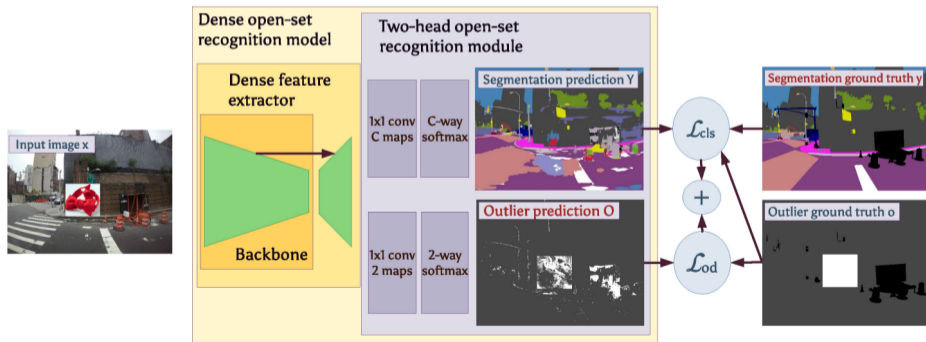 Dense open-set
recognition model
Two-head open-set
recognition module
Dense feature
extractor
Backbone
Input image x
1x1 conv
C maps
C-way
softmax
Segmentation prediction Y
ℒcls
Segmentation ground truth y
+
1x1 conv
2 maps
2-way
softmax
Outlier prediction O
ℒod
Outlier ground truth o